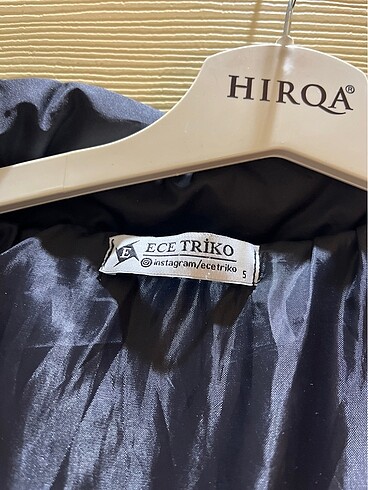 HIRQA®
E
ECE TRİKO
instagram/ecetriko
5